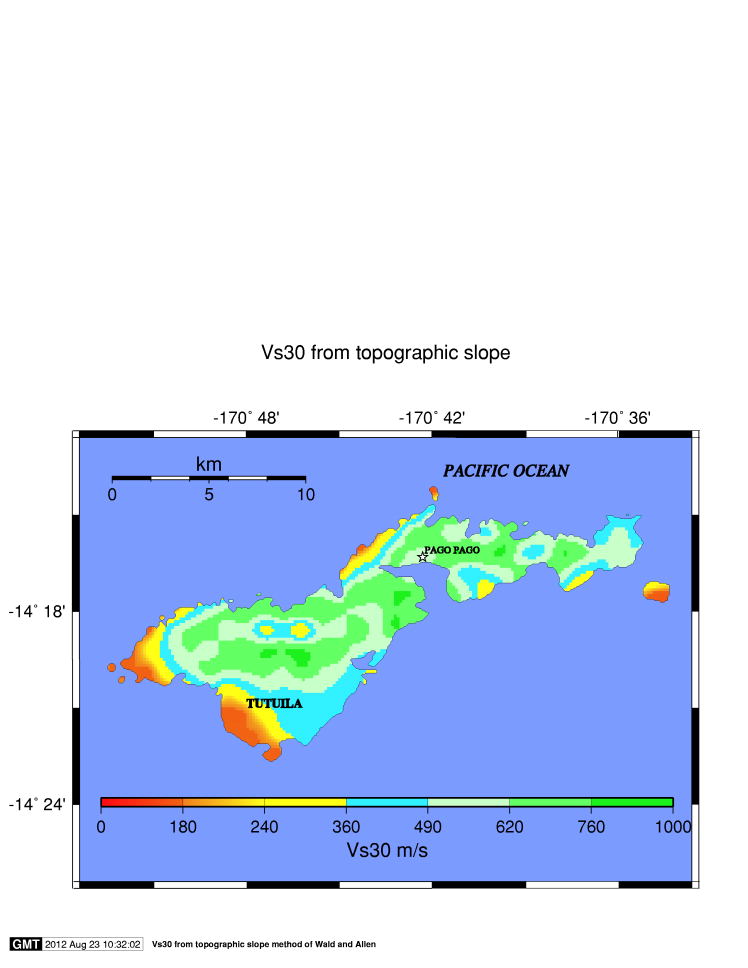 Vs30 from topographic slope
-170° 48' -170° 42' -170° 36'
km
0 5 10
PACIFIC OCEAN
PAGO PAGO
-14° 18'
TUTUILA
-14° 24'
0 180 240 360 490 620 760 1000
Vs30 m/s
GMT 2012 Aug 23 10:32:02 Vs30 from topographic slope method of Wald and Allen